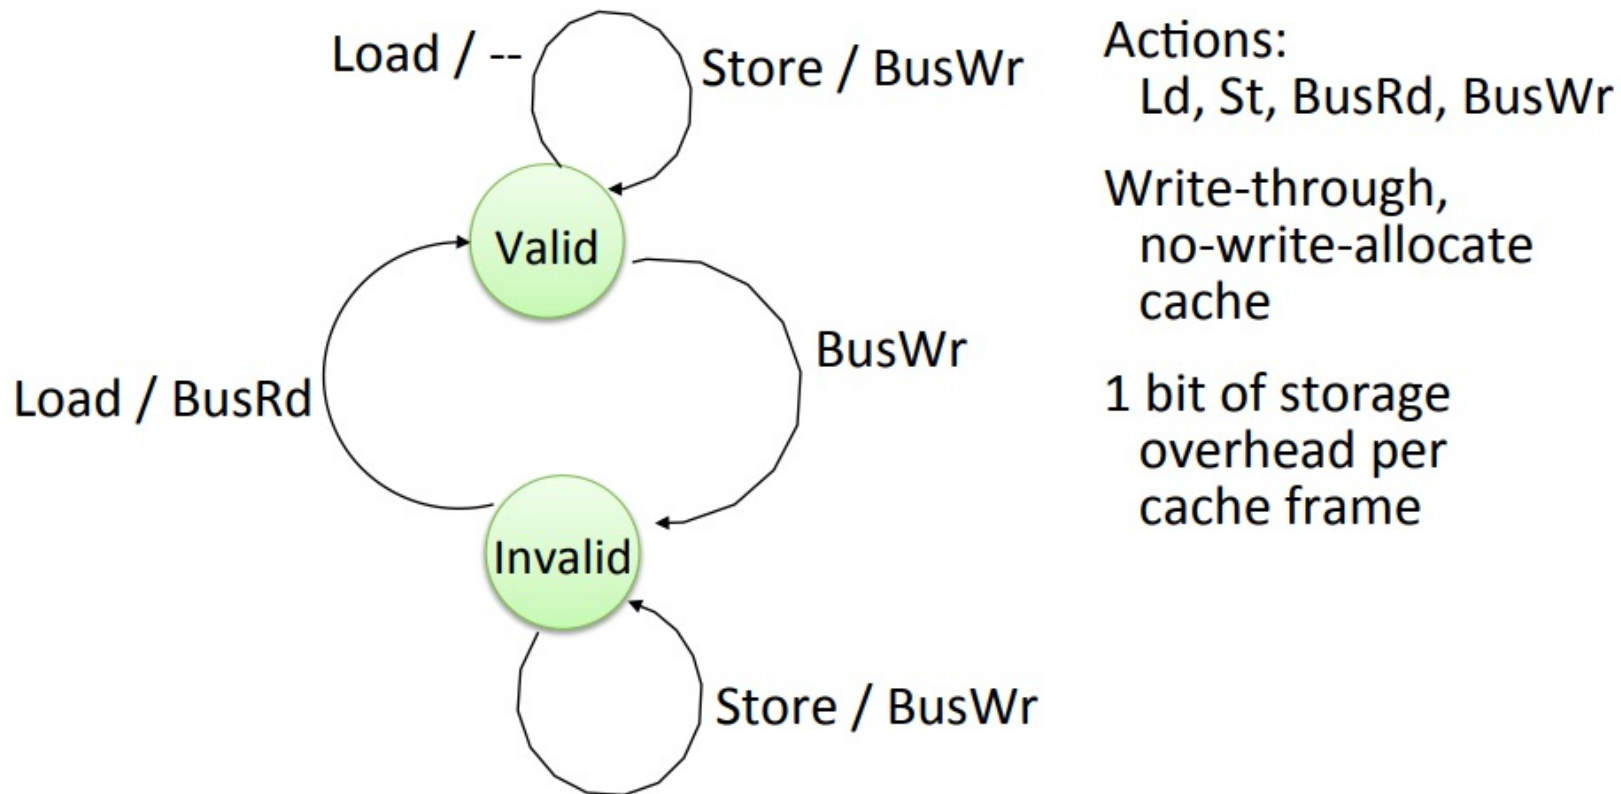 Load / --
Store / BusWr
Valid
BusWr
Load / BusRd
Invalid
Store / BusWr
Actions:
Ld, St, BusRd, BusWr
Write-through,
no-write-allocate
cache
1 bit of storage
overhead per
cache frame